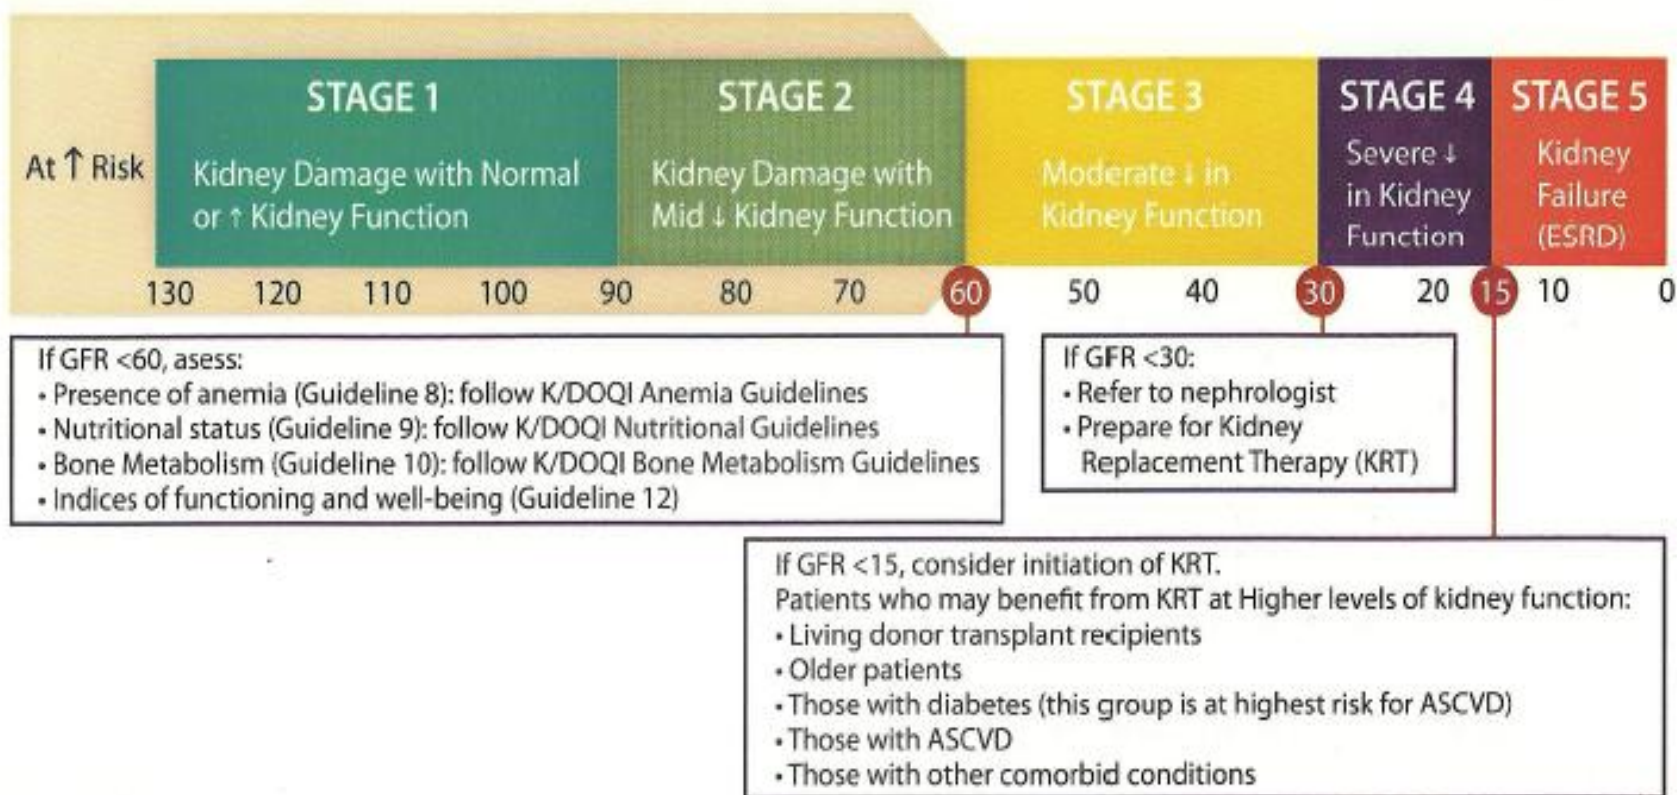 At ↑ Risk
STAGE 1
Kidney Damage with Normal
or ↑ Kidney Function
STAGE 2
Kidney Damage with
Mid ↓ Kidney Function
STAGE 3
Moderate ↓ in
Kidney Function
STAGE 4
Severe ↓
in Kidney
Function
STAGE 5
Kidney
Failure
(ESRD)
130 120 110 100 90 80 70 60 50 40 30 20 15 10 0
If GFR <60, asess:
• Presence of anemia (Guideline 8): follow K/DOQI Anemia Guidelines
• Nutritional status (Guideline 9): follow K/DOQI Nutritional Guidelines
• Bone Metabolism (Guideline 10): follow K/DOQI Bone Metabolism Guidelines
• Indices of functioning and well-being (Guideline 12)
If GFR <30:
• Refer to nephrologist
• Prepare for Kidney
Replacement Therapy (KRT)
If GFR <15, consider initiation of KRT.
Patients who may benefit from KRT at Higher levels of kidney function:
• Living donor transplant recipients
• Older patients
• Those with diabetes (this group is at highest risk for ASCVD)
• Those with ASCVD
• Those with other comorbid conditions